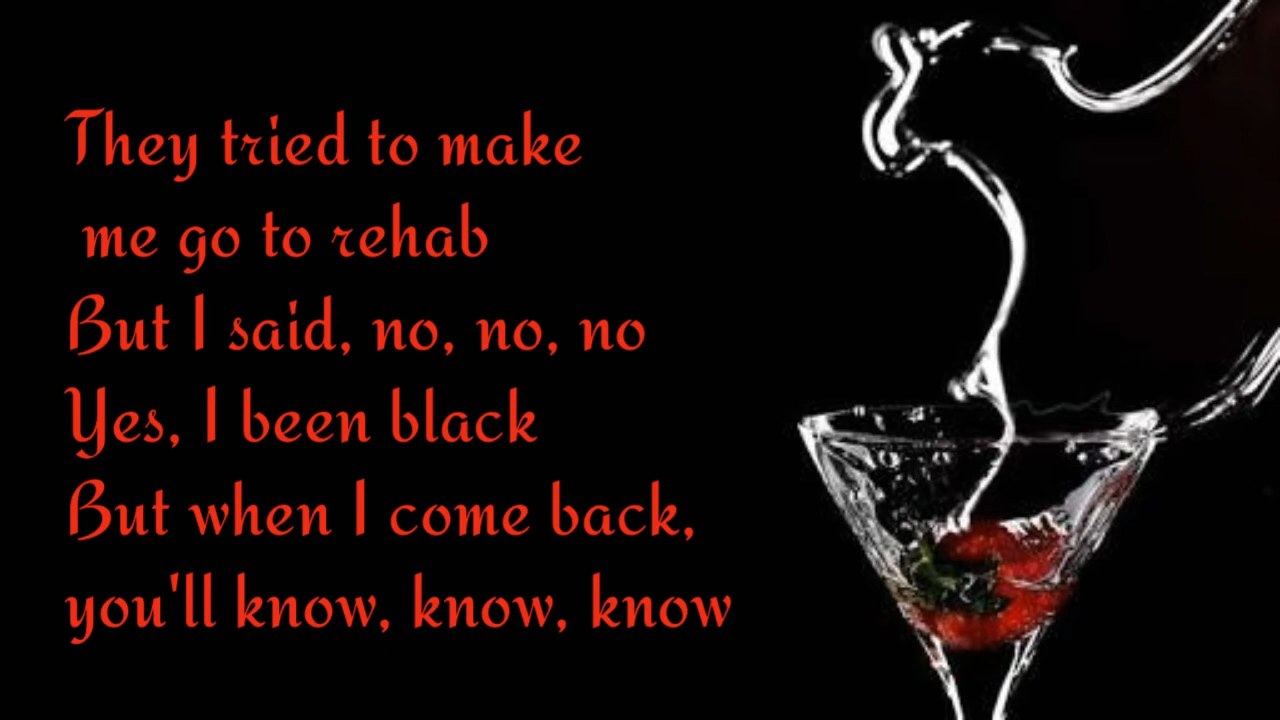 They tried to make
me go to rehab
But I said, no, no, no
Yes, I been black
But when I come back,
you'll know, know, know